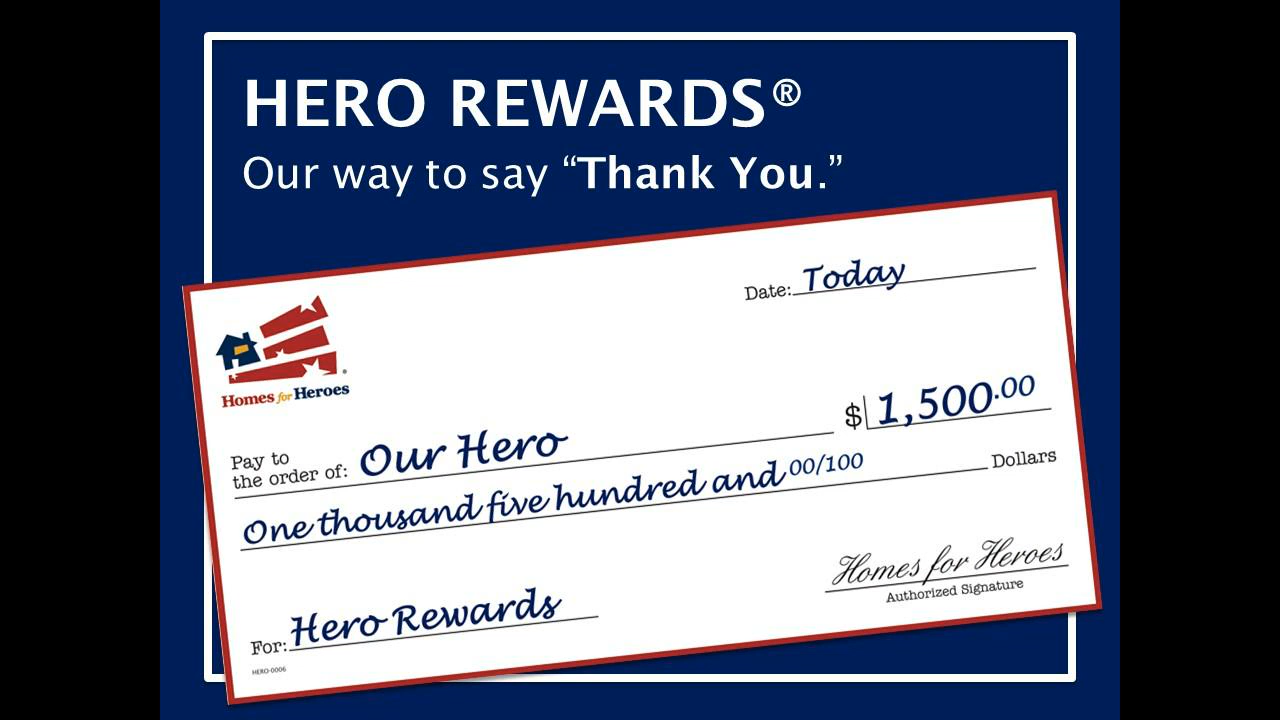 HERO REWARDS®
Our way to say “Thank You.”
Date: Today
Homes for Heroes
$ 1,500.00
Pay to
the order of: Our Hero
One thousand five hundred and 00/100 Dollars
Homes for Heroes
Authorized Signature
For: Hero Rewards
HERO-0006